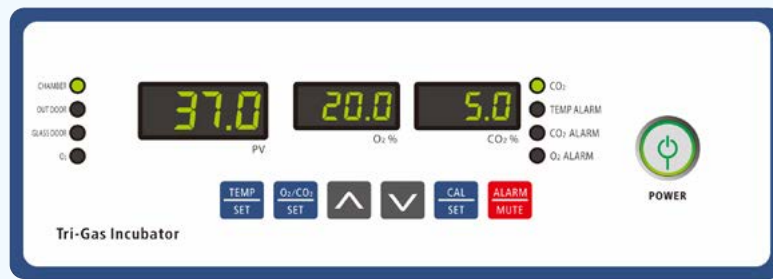 CHAMBER
OUT DOOR
GLASS DOOR
O₂
37.0
PV
20.0
O₂ %
5.0
CO₂ %
CO₂
TEMP ALARM
CO₂ ALARM
O₂ ALARM
POWER
TEMP
SET
O₂/CO₂
SET
CAL
SET
ALARM
MUTE
Tri-Gas Incubator